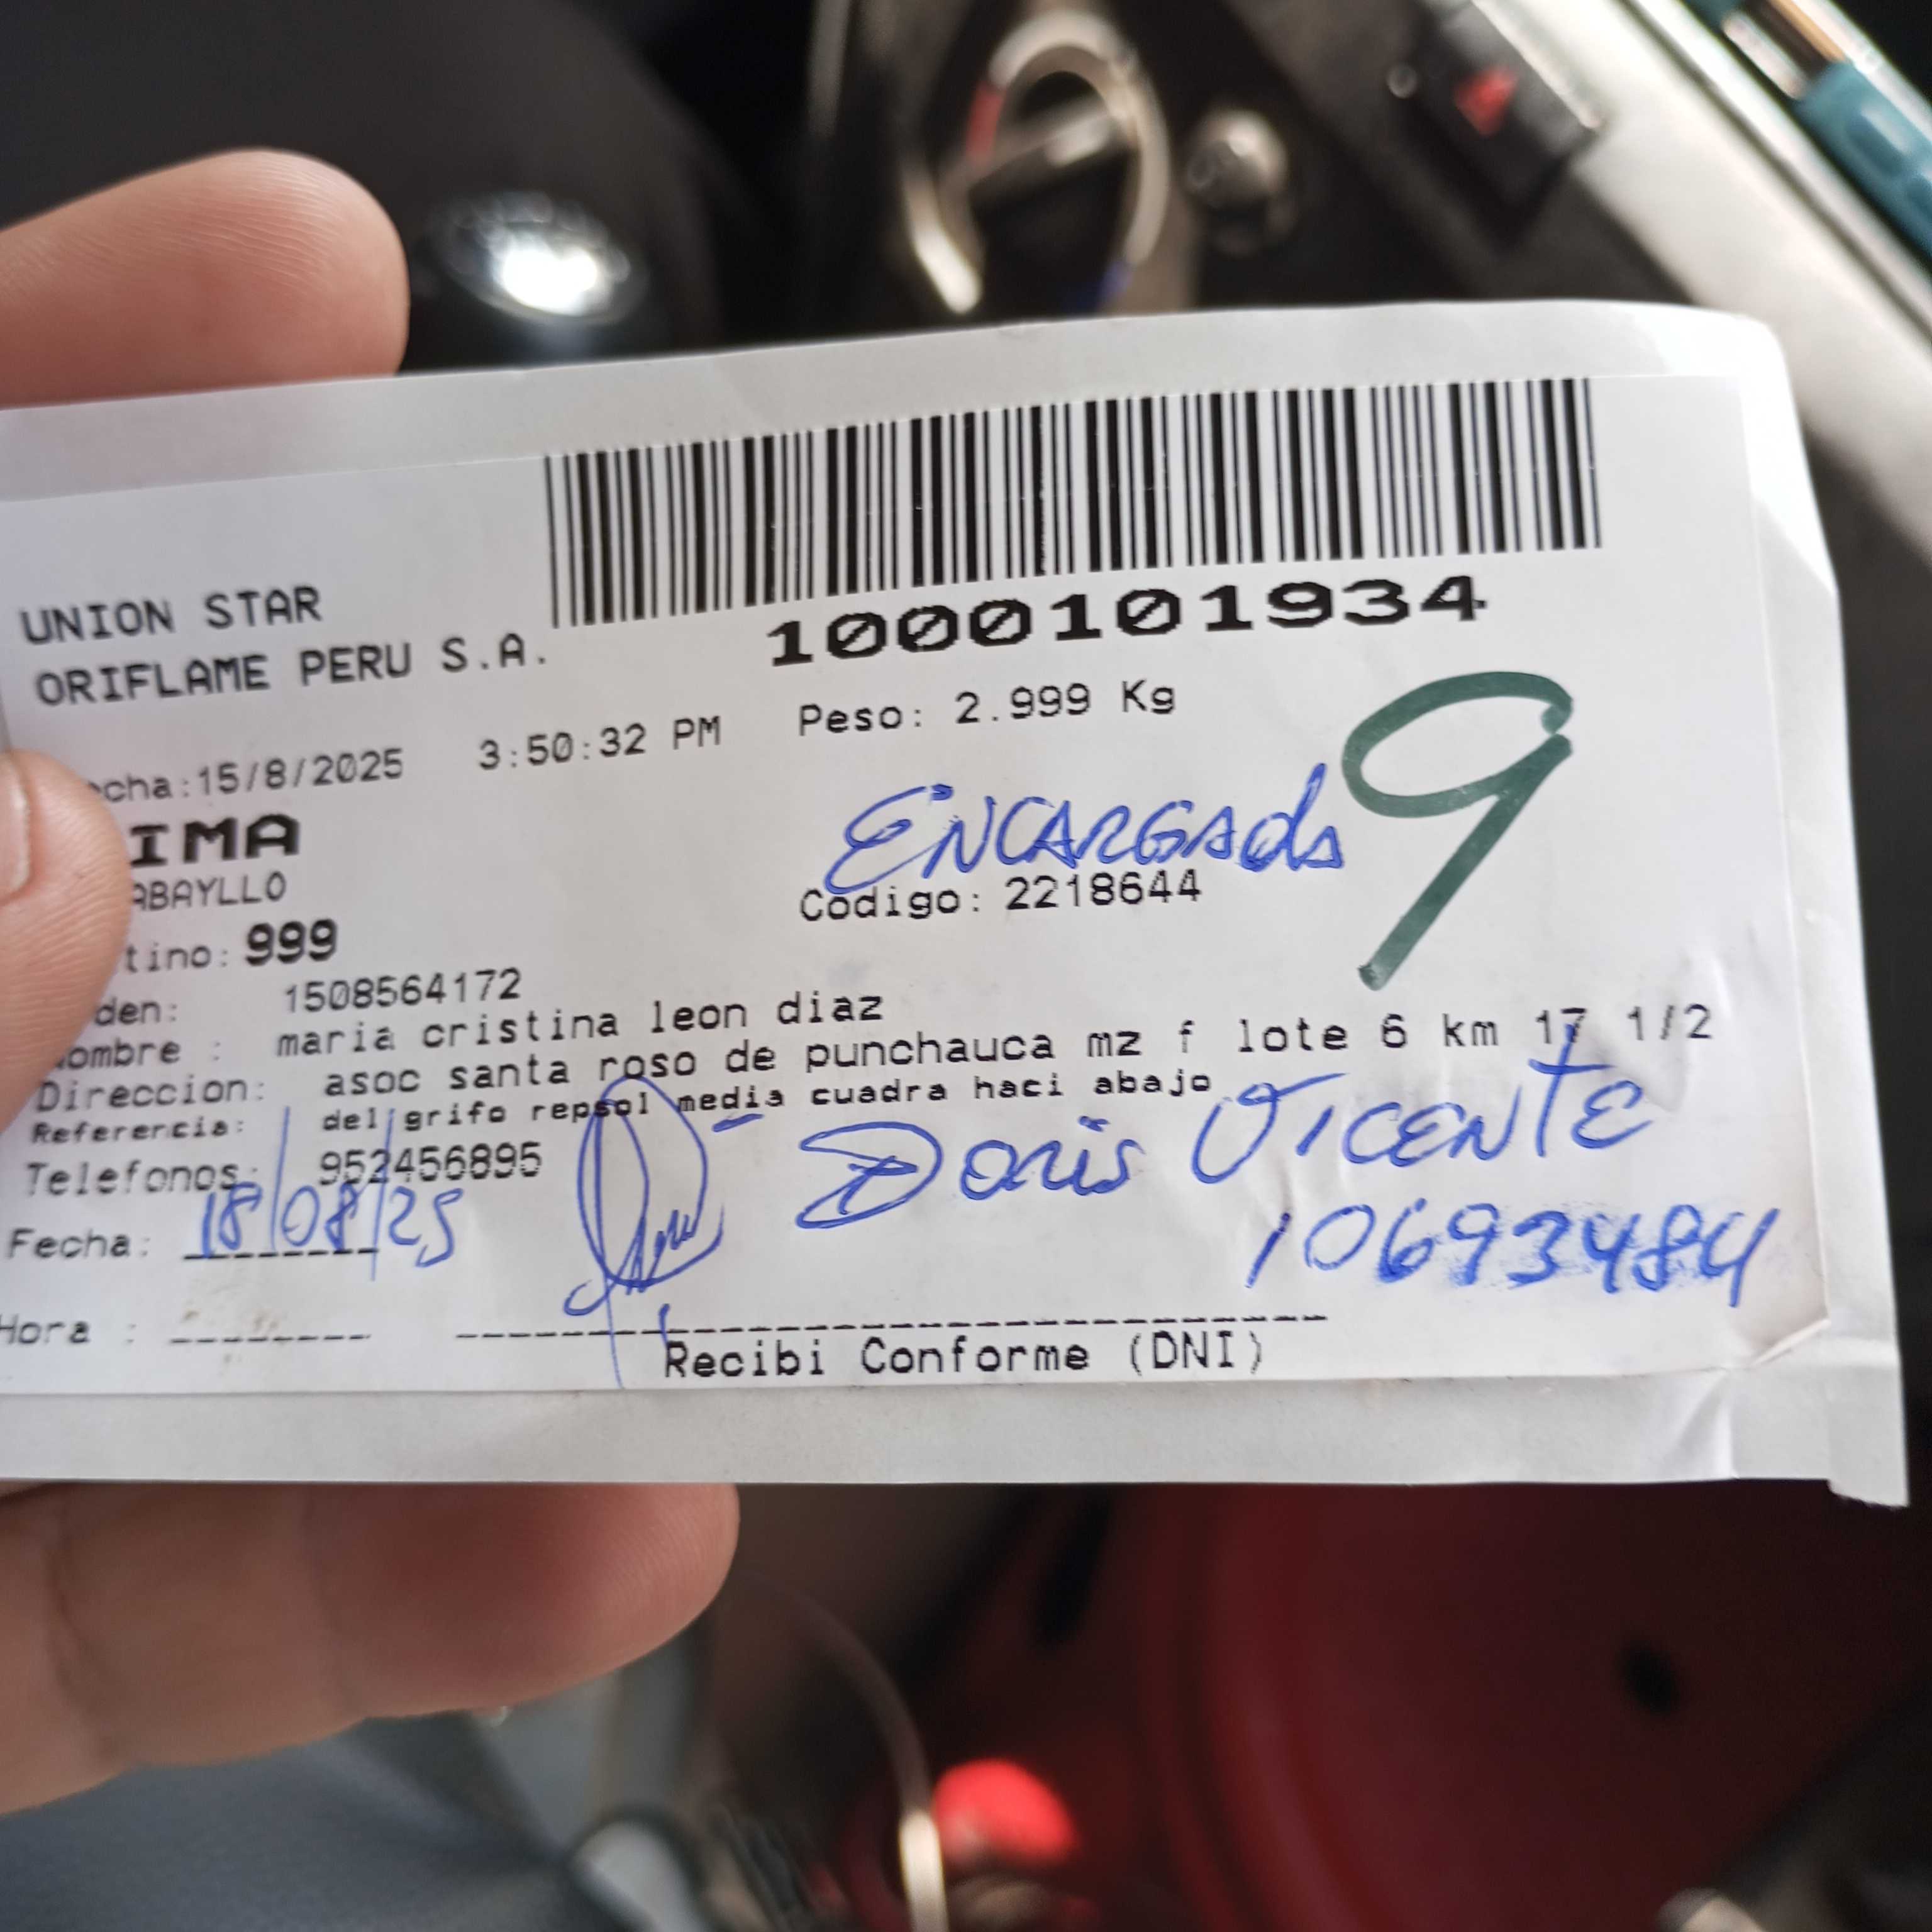 UNION STAR
ORIFLAME PERU S.A.
1000101934
echa:15/8/2025 3:50:32 PM Peso: 2.999 Kg
9
IMA
ENCARGADA
ABAYLLO
Codigo: 2218644
tino: 999
den: 1508564172
ombre : maria cristina leon diaz
Direccion: asoc santa roso de punchauca mz f lote 6 km 17 1/2
Referencia: del grifo repsol media cuadra haci abajo
Telefonos: 952456895
DORIS VICENTE
Fecha: 18/08/25
10693484
Hora :
Recibi Conforme (DNI)